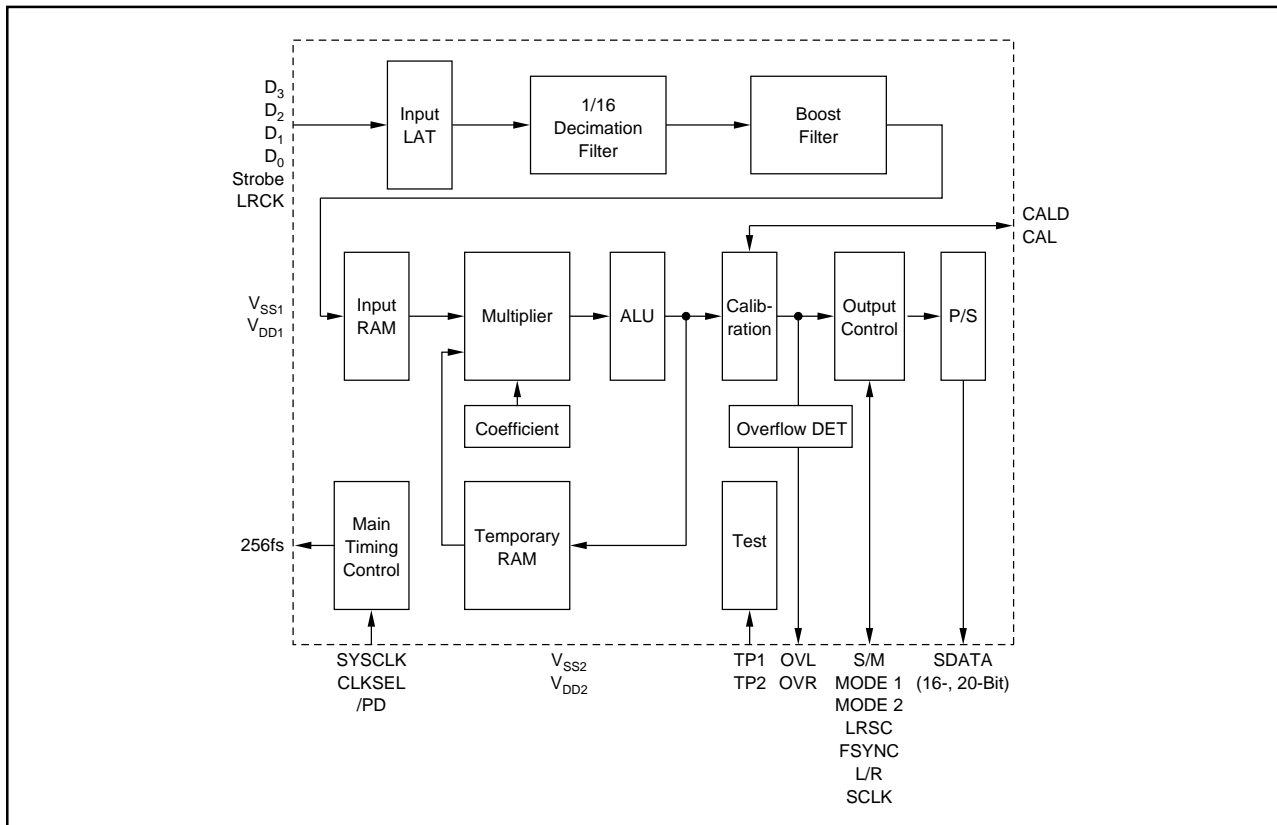 D3
D2
D1
D0
Strobe
LRCK
Input
LAT
1/16
Decimation
Filter
Boost
Filter
CALD
CAL
VSS1
VDD1
Input
RAM
Multiplier
ALU
Calib-
ration
Output
Control
P/S
Coefficient
Overflow DET
256fs
Main
Timing
Control
Temporary
RAM
Test
SYSCLK
CLKSEL
/PD
VSS2
VDD2
TP1
TP2
OVL
OVR
S/M
MODE 1
MODE 2
LRSC
FSYNC
L/R
SCLK
SDATA
(16-, 20-Bit)